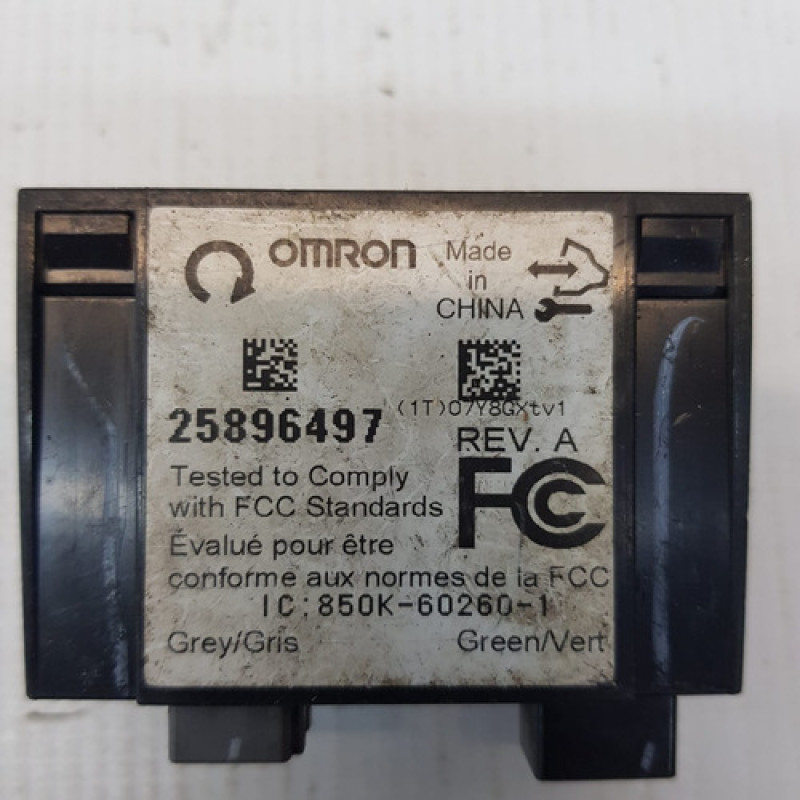 OMRON
Made
in
CHINA
25896497
(1T)07Y8GXtv1
REV. A
FC
Tested to Comply
with FCC Standards
Évalué pour être
conforme aux normes de la FCC
IC:850K-60260-1
Grey/Gris
Green/Vert